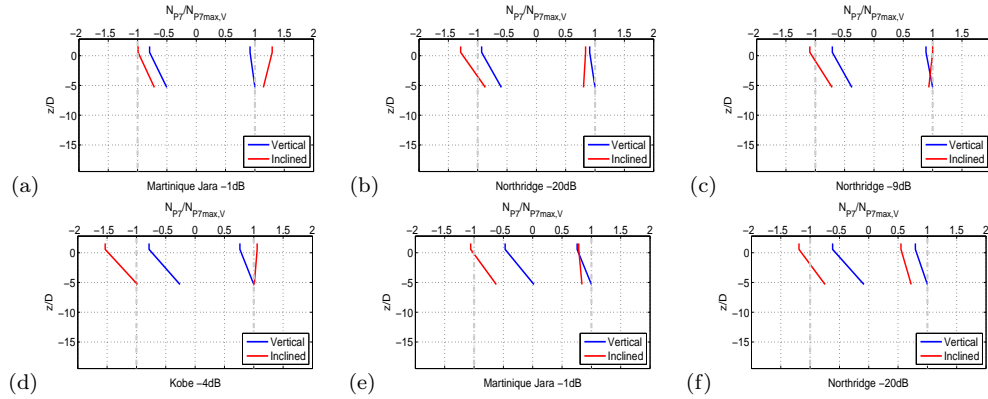 N_P7/N_P7max,V
−2 −1.5 −1 −0.5 0 0.5 1 1.5 2
0
−5
−10
−15
z/D
Vertical
Inclined
(a)
Martinique Jara −1dB
N_P7/N_P7max,V
−2 −1.5 −1 −0.5 0 0.5 1 1.5 2
0
−5
−10
−15
z/D
Vertical
Inclined
(b)
Northridge −20dB
N_P7/N_P7max,V
−2 −1.5 −1 −0.5 0 0.5 1 1.5 2
0
−5
−10
−15
z/D
Vertical
Inclined
(c)
Northridge −9dB
N_P7/N_P7max,V
−2 −1.5 −1 −0.5 0 0.5 1 1.5 2
0
−5
−10
−15
z/D
Vertical
Inclined
(d)
Kobe −4dB
N_P7/N_P7max,V
−2 −1.5 −1 −0.5 0 0.5 1 1.5 2
0
−5
−10
−15
z/D
Vertical
Inclined
(e)
Martinique Jara −1dB
N_P7/N_P7max,V
−2 −1.5 −1 −0.5 0 0.5 1 1.5 2
0
−5
−10
−15
z/D
Vertical
Inclined
(f)
Northridge −20dB